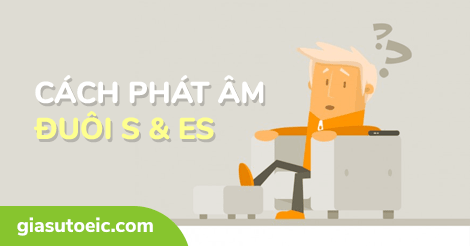 CÁCH PHÁT ÂM
ĐUÔI S & ES
? ?
giasutoeic.com